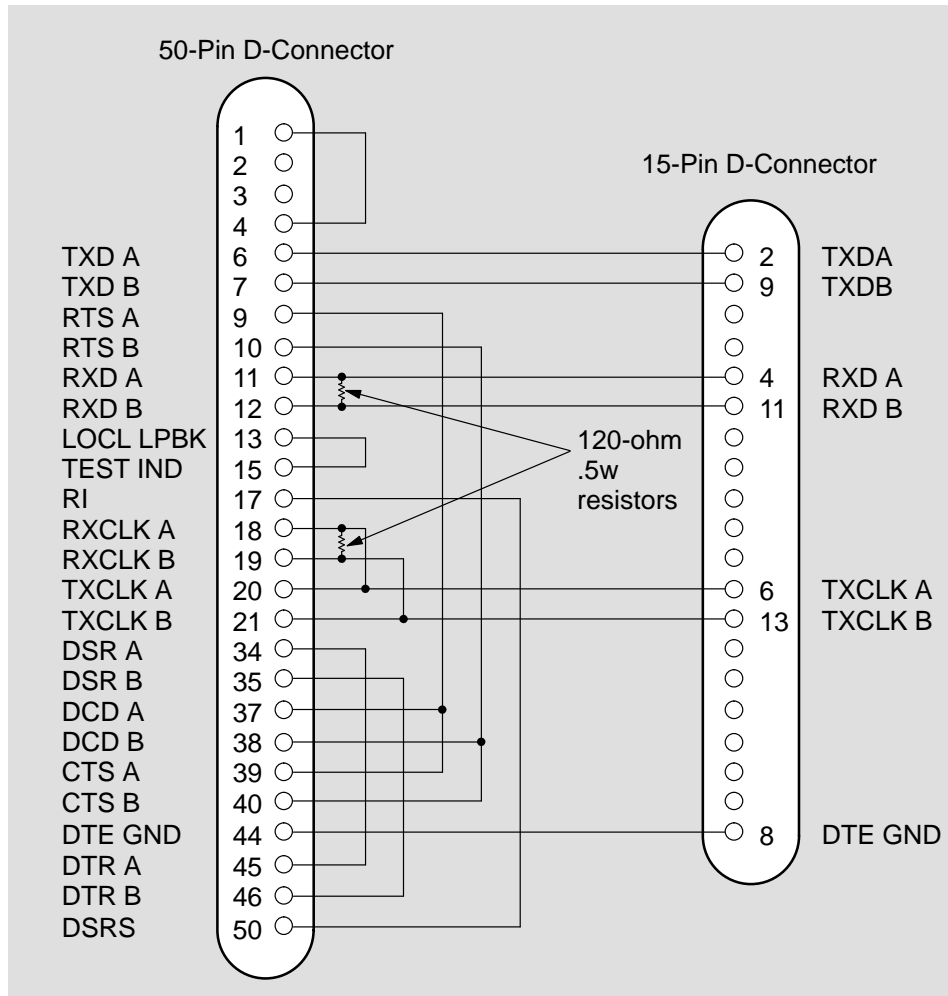 50-Pin D-Connector
15-Pin D-Connector
1
2
3
4
TXD A 6 2 TXDA
TXD B 7 9 TXDB
RTS A 9
RTS B 10
RXD A 11 4 RXD A
RXD B 12 11 RXD B
LOCL LPBK 13
TEST IND 15
RI 17
120-ohm
.5w
resistors
RXCLK A 18
RXCLK B 19
TXCLK A 20 6 TXCLK A
TXCLK B 21 13 TXCLK B
DSR A 34
DSR B 35
DCD A 37
DCD B 38
CTS A 39
CTS B 40
DTE GND 44 8 DTE GND
DTR A 45
DTR B 46
DSRS 50